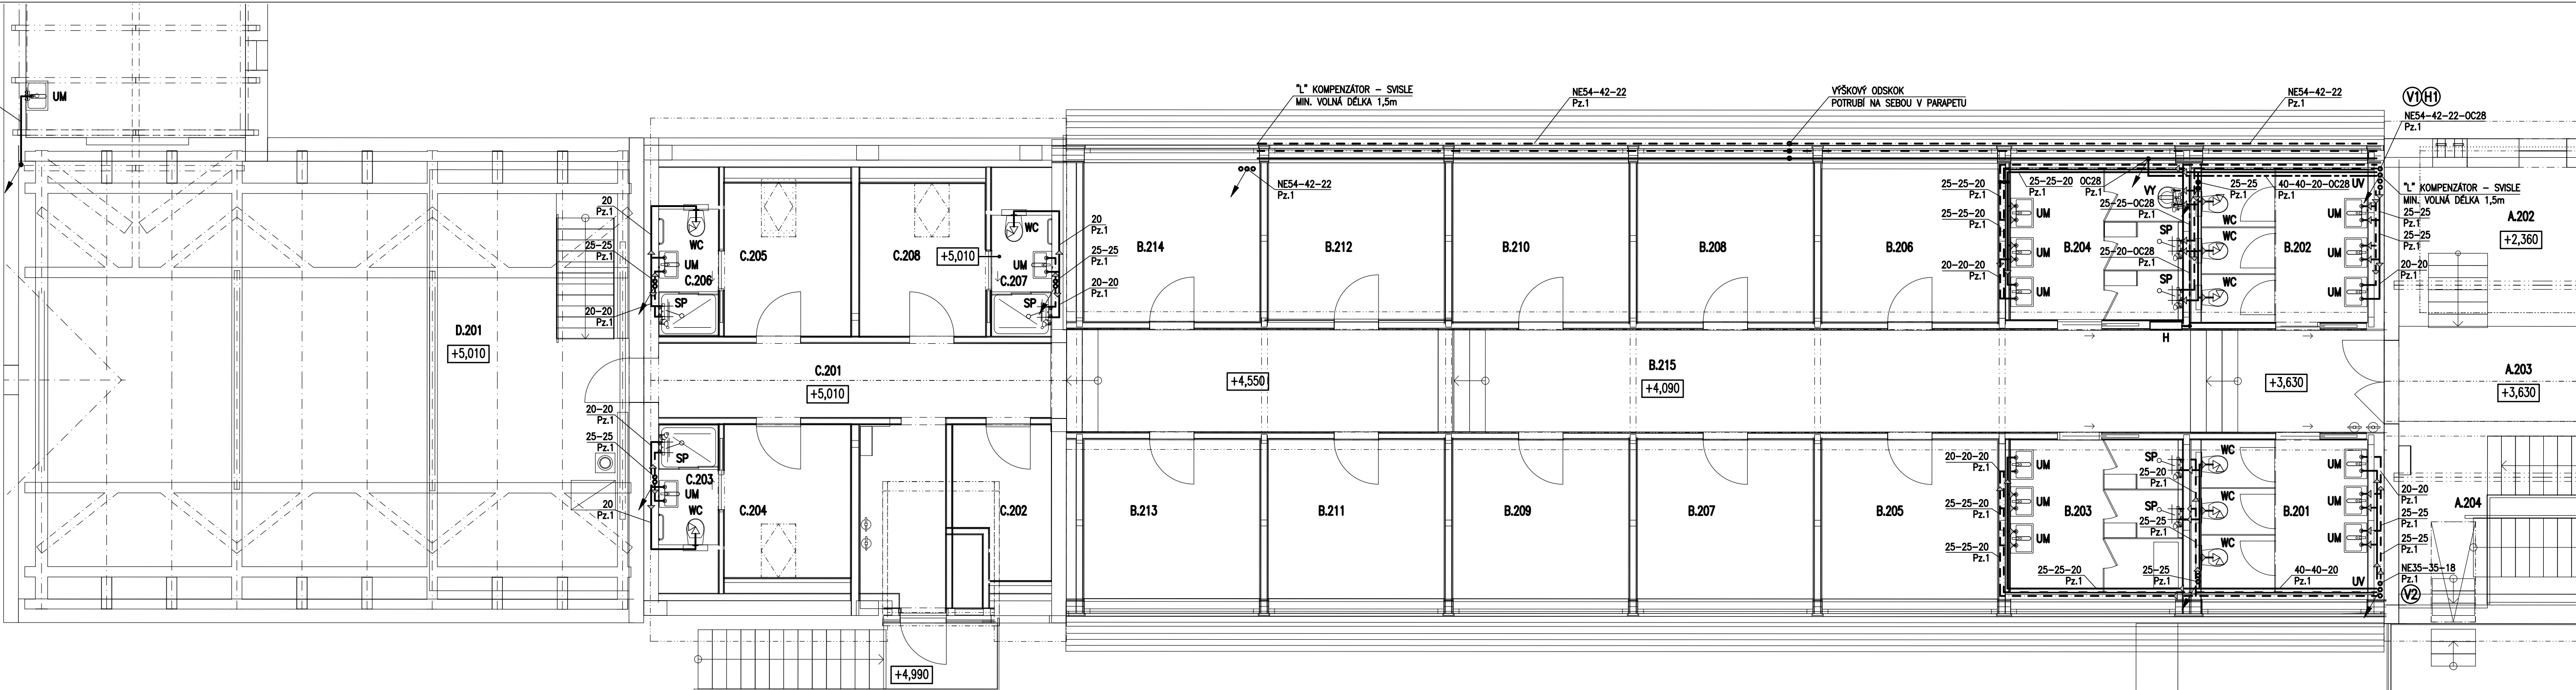 UM
"L" KOMPENZÁTOR – SVISLE
MIN. VOLNÁ DÉLKA 1,5m
NE54-42-22
Pz.1
VÝŠKOVÝ ODSKOK
POTRUBÍ NA SEBOU V PARAPETU
NE54-42-22
Pz.1
V1 H1
NE54-42-22-OC28
Pz.1
NE54-42-22
Pz.1
"L" KOMPENZÁTOR – SVISLE
MIN. VOLNÁ DÉLKA 1,5m
A.202
+2,360
20
Pz.1
25-25
Pz.1
20-20
Pz.1
WC
UM
C.206
SP
C.205
C.208
+5,010
WC
UM
C.207
SP
20
Pz.1
25-25
Pz.1
20-20
Pz.1
B.214
B.212
B.210
B.208
B.206
25-25-20
Pz.1
25-25-20
Pz.1
20-20-20
Pz.1
25-25-20
Pz.1
OC28
Pz.1
UM
UM
UM
B.204
VY
25-25-OC28
Pz.1
SP
25-20-OC28
Pz.1
SP
25-25
Pz.1
40-40-20-OC28
Pz.1
UV
WC
WC
WC
B.202
UM
UM
UM
25-25
Pz.1
25-25
Pz.1
20-20
Pz.1
H
D.201
+5,010
C.201
+5,010
+4,550
B.215
+4,090
+3,630
A.203
+3,630
20-20
Pz.1
25-25
Pz.1
20
Pz.1
SP
C.203
UM
WC
C.204
C.202
B.213
B.211
B.209
B.207
B.205
20-20-20
Pz.1
25-25-20
Pz.1
25-25-20
Pz.1
UM
UM
UM
B.203
25-25-20
Pz.1
SP
25-20
Pz.1
SP
25-25
Pz.1
25-25
Pz.1
WC
WC
WC
B.201
40-40-20
Pz.1
UV
UM
UM
UM
20-20
Pz.1
25-25
Pz.1
25-25
Pz.1
NE35-35-18
Pz.1
V2
A.204
+4,990